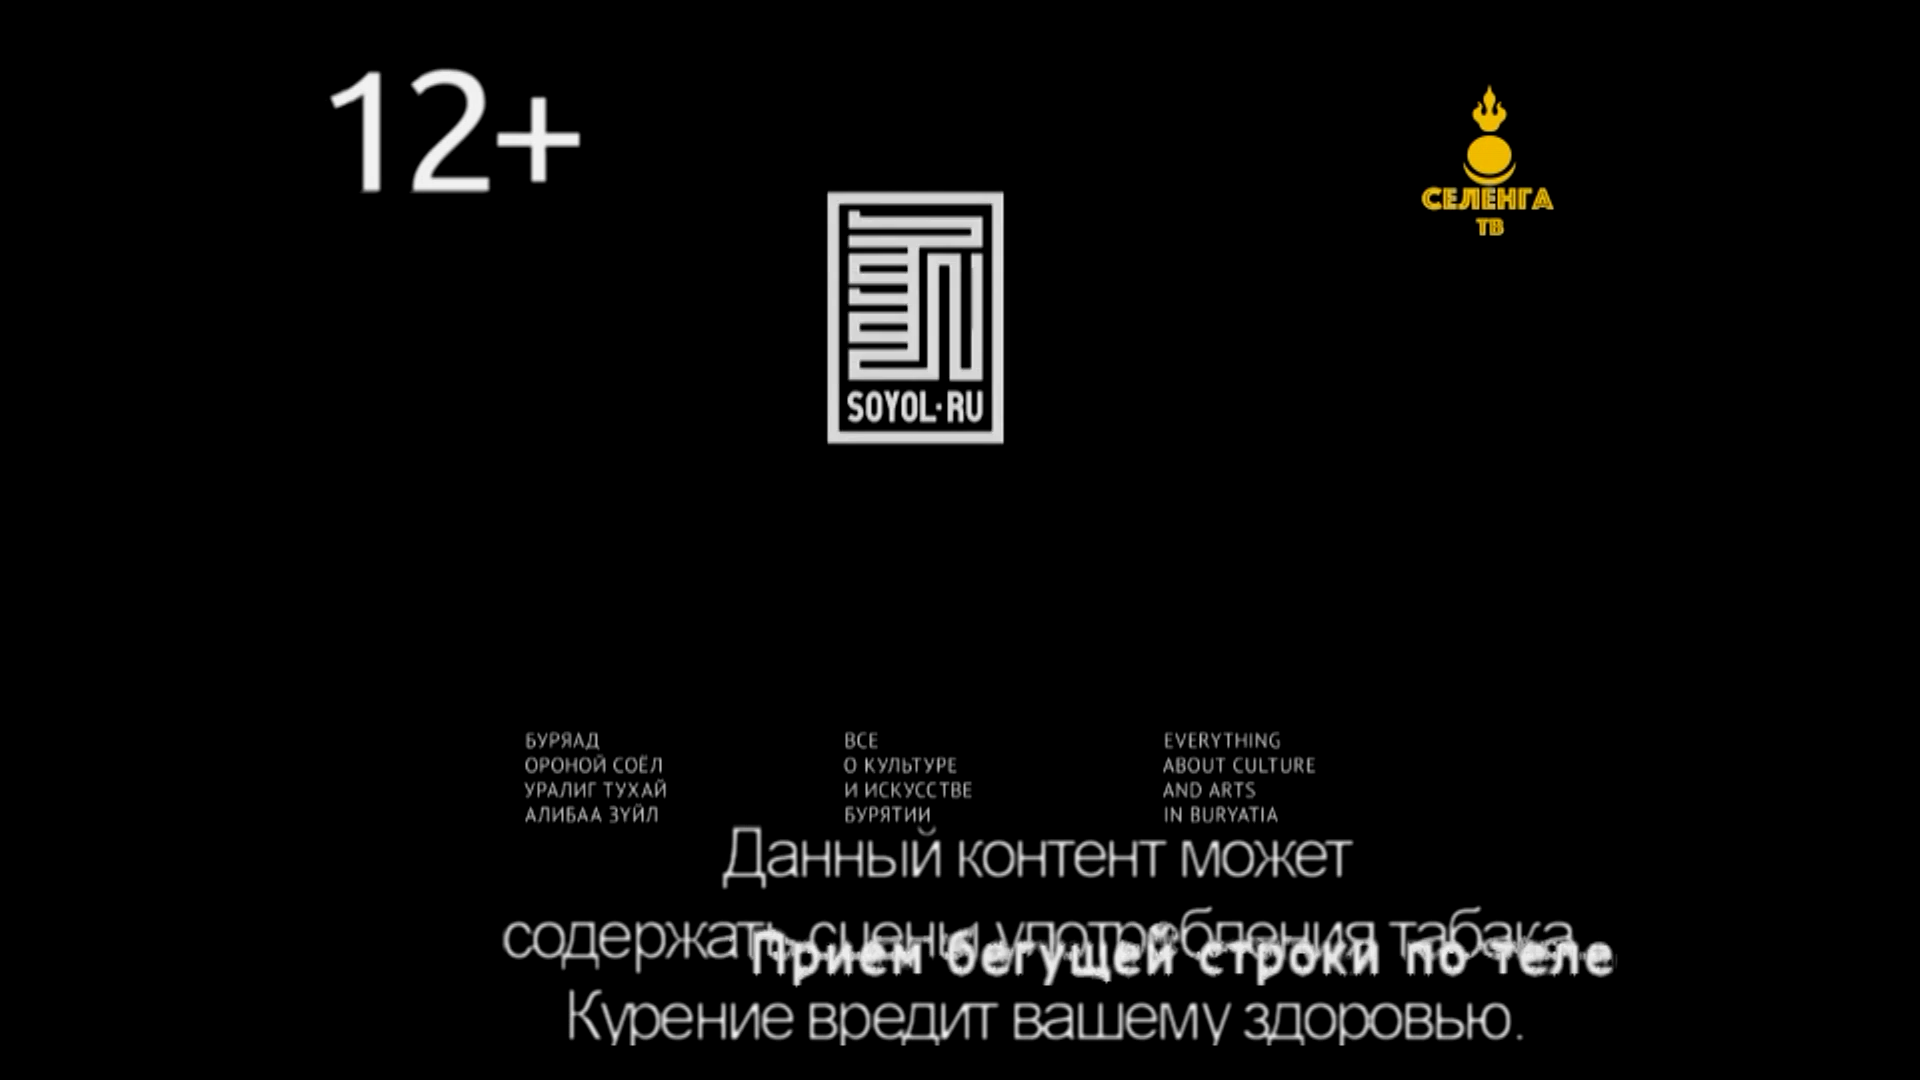 12+
СЕЛЕНГА
ТВ
SOYOL·RU
БУРЯАД
ОРОНОЙ СОЁЛ
УРАЛИГ ТУХАЙ
АЛИБАА ЗҮЙЛ
ВСЕ
О КУЛЬТУРЕ
И ИСКУССТВЕ
БУРЯТИИ
EVERYTHING
ABOUT CULTURE
AND ARTS
IN BURYATIA
Данный контент может
содержать сцены употребления табака.
Прием бегущей строки по теле
Курение вредит вашему здоровью.